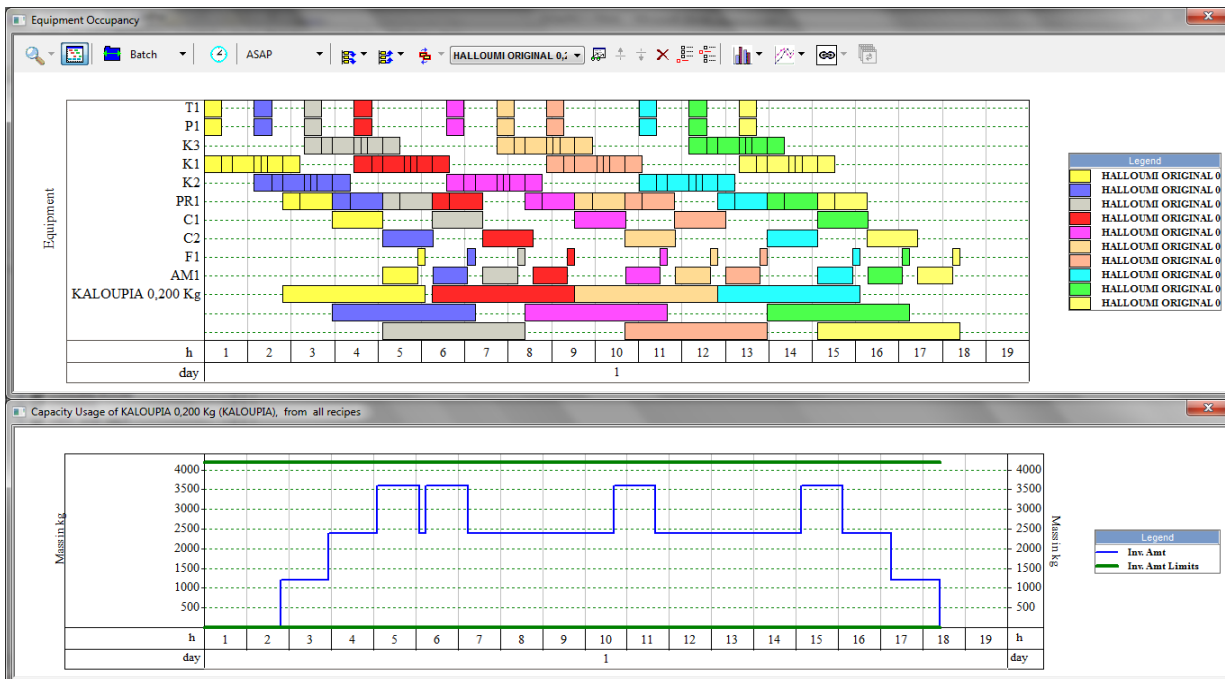 Equipment Occupancy
Batch ASAP HALLOUMI ORIGINAL 0,2
Equipment
T1
P1
K3
K1
K2
PR1
C1
C2
F1
AM1
KALOUPIA 0,200 Kg
h 1 2 3 4 5 6 7 8 9 10 11 12 13 14 15 16 17 18 19
day 1
Legend
HALLOUMI ORIGINAL 0
HALLOUMI ORIGINAL 0
HALLOUMI ORIGINAL 0
HALLOUMI ORIGINAL 0
HALLOUMI ORIGINAL 0
HALLOUMI ORIGINAL 0
HALLOUMI ORIGINAL 0
HALLOUMI ORIGINAL 0
HALLOUMI ORIGINAL 0
HALLOUMI ORIGINAL 0
Capacity Usage of KALOUPIA 0,200 Kg (KALOUPIA), from all recipes
Mass in kg
4000 4000
3500 3500
3000 3000
2500 2500
2000 2000
1500 1500
1000 1000
500 500
Mass in kg
h 1 2 3 4 5 6 7 8 9 10 11 12 13 14 15 16 17 18 19 h
day 1 day
Legend
Inv. Amt
Inv. Amt Limits